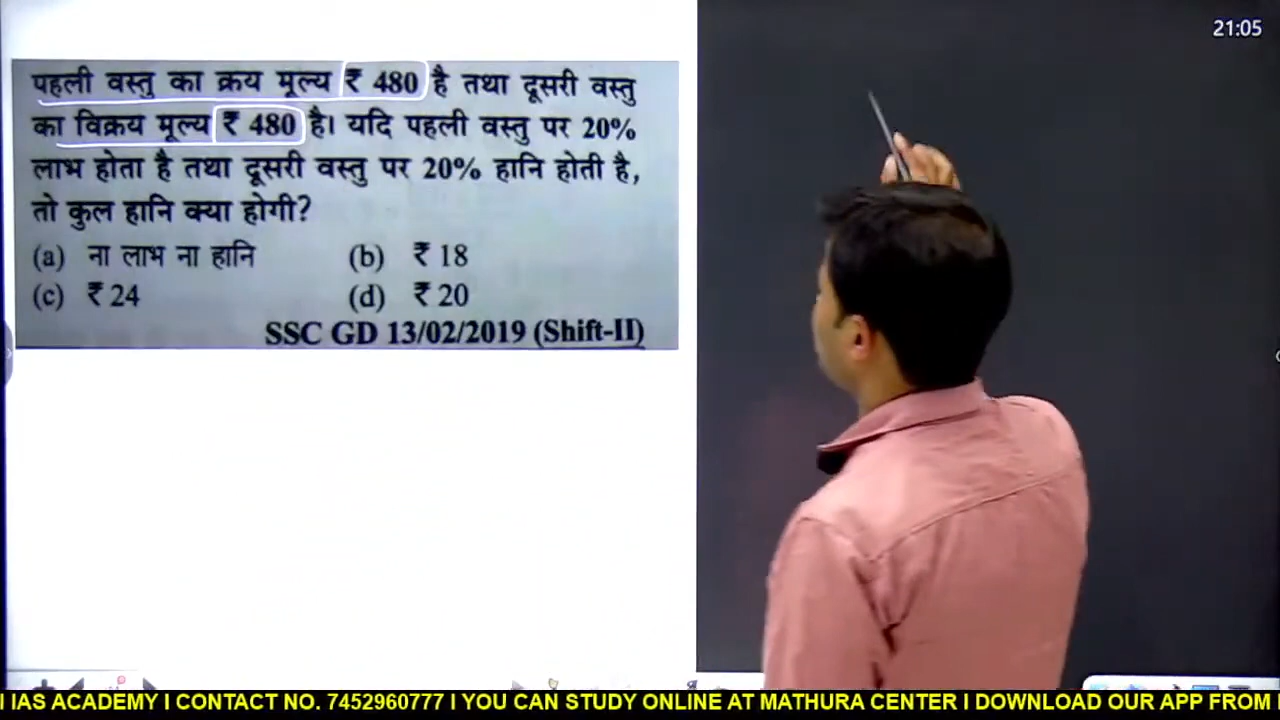 21:05
पहली वस्तु का क्रय मूल्य ₹ 480 है तथा दूसरी वस्तु
का विक्रय मूल्य ₹ 480 है। यदि पहली वस्तु पर 20%
लाभ होता है तथा दूसरी वस्तु पर 20% हानि होती है,
तो कुल हानि क्या होगी?
(a) ना लाभ ना हानि (b) ₹ 18
(c) ₹ 24 (d) ₹ 20
SSC GD 13/02/2019 (Shift-II)
I IAS ACADEMY I CONTACT NO. 7452960777 I YOU CAN STUDY ONLINE AT MATHURA CENTER I DOWNLOAD OUR APP FROM